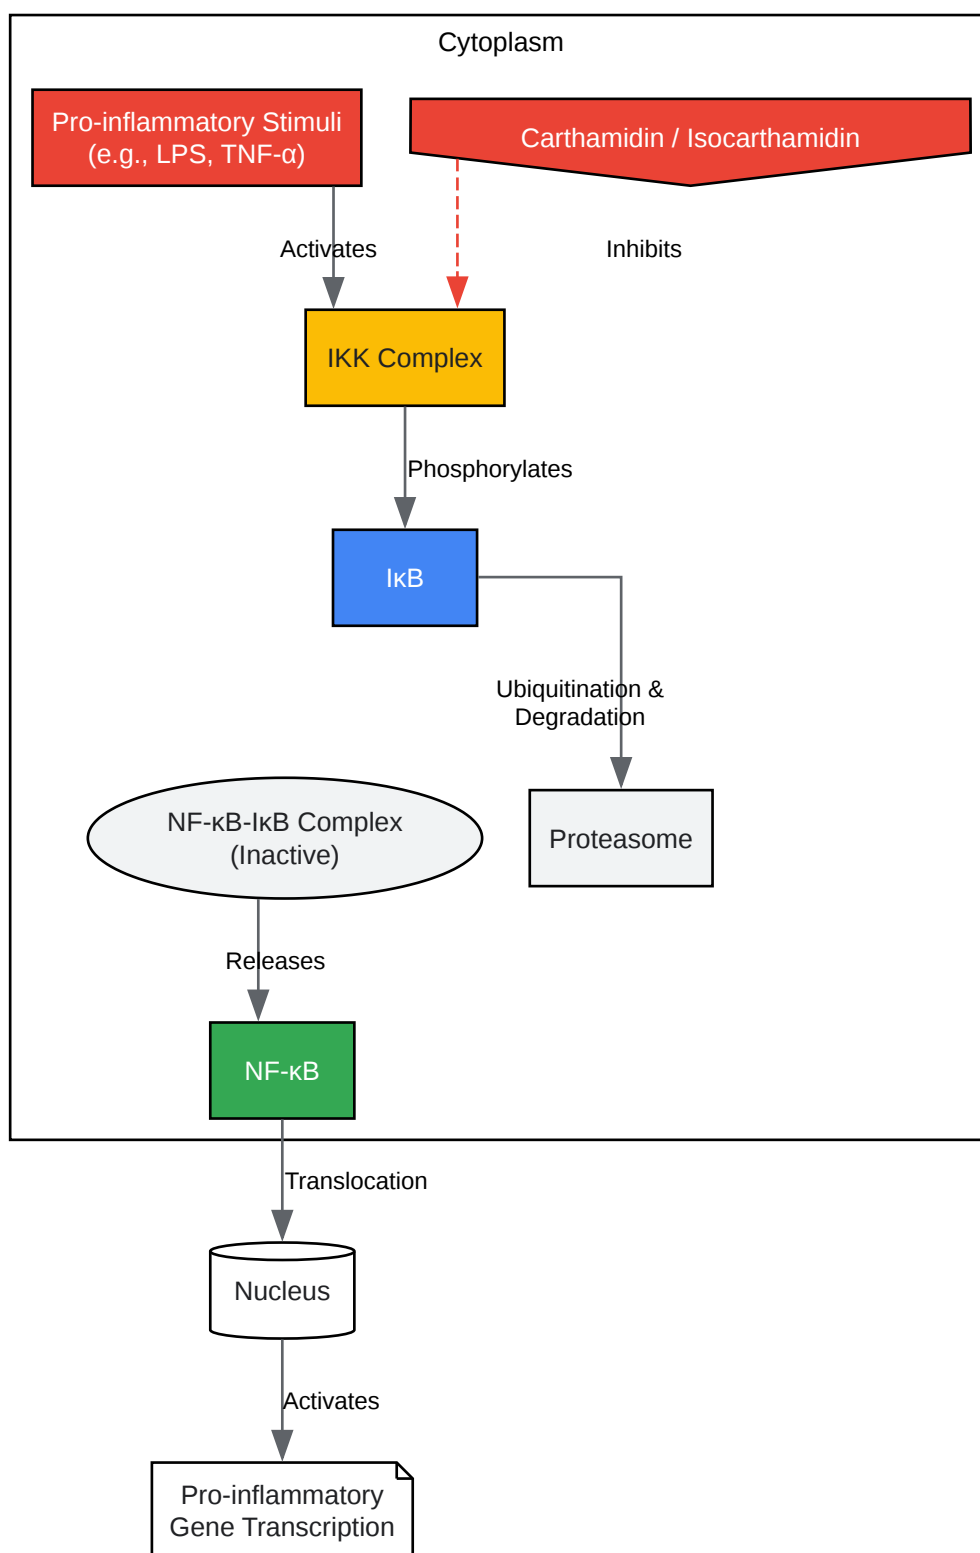 Cytoplasm
Pro-inflammatory Stimuli
(e.g., LPS, TNF-α)
Carthamidin / Isocarthamidin
Activates
Inhibits
IKK Complex
Phosphorylates
IκB
Ubiquitination &
Degradation
NF-κB-IκB Complex
(Inactive)
Proteasome
Releases
NF-κB
Translocation
Nucleus
Activates
Pro-inflammatory
Gene Transcription